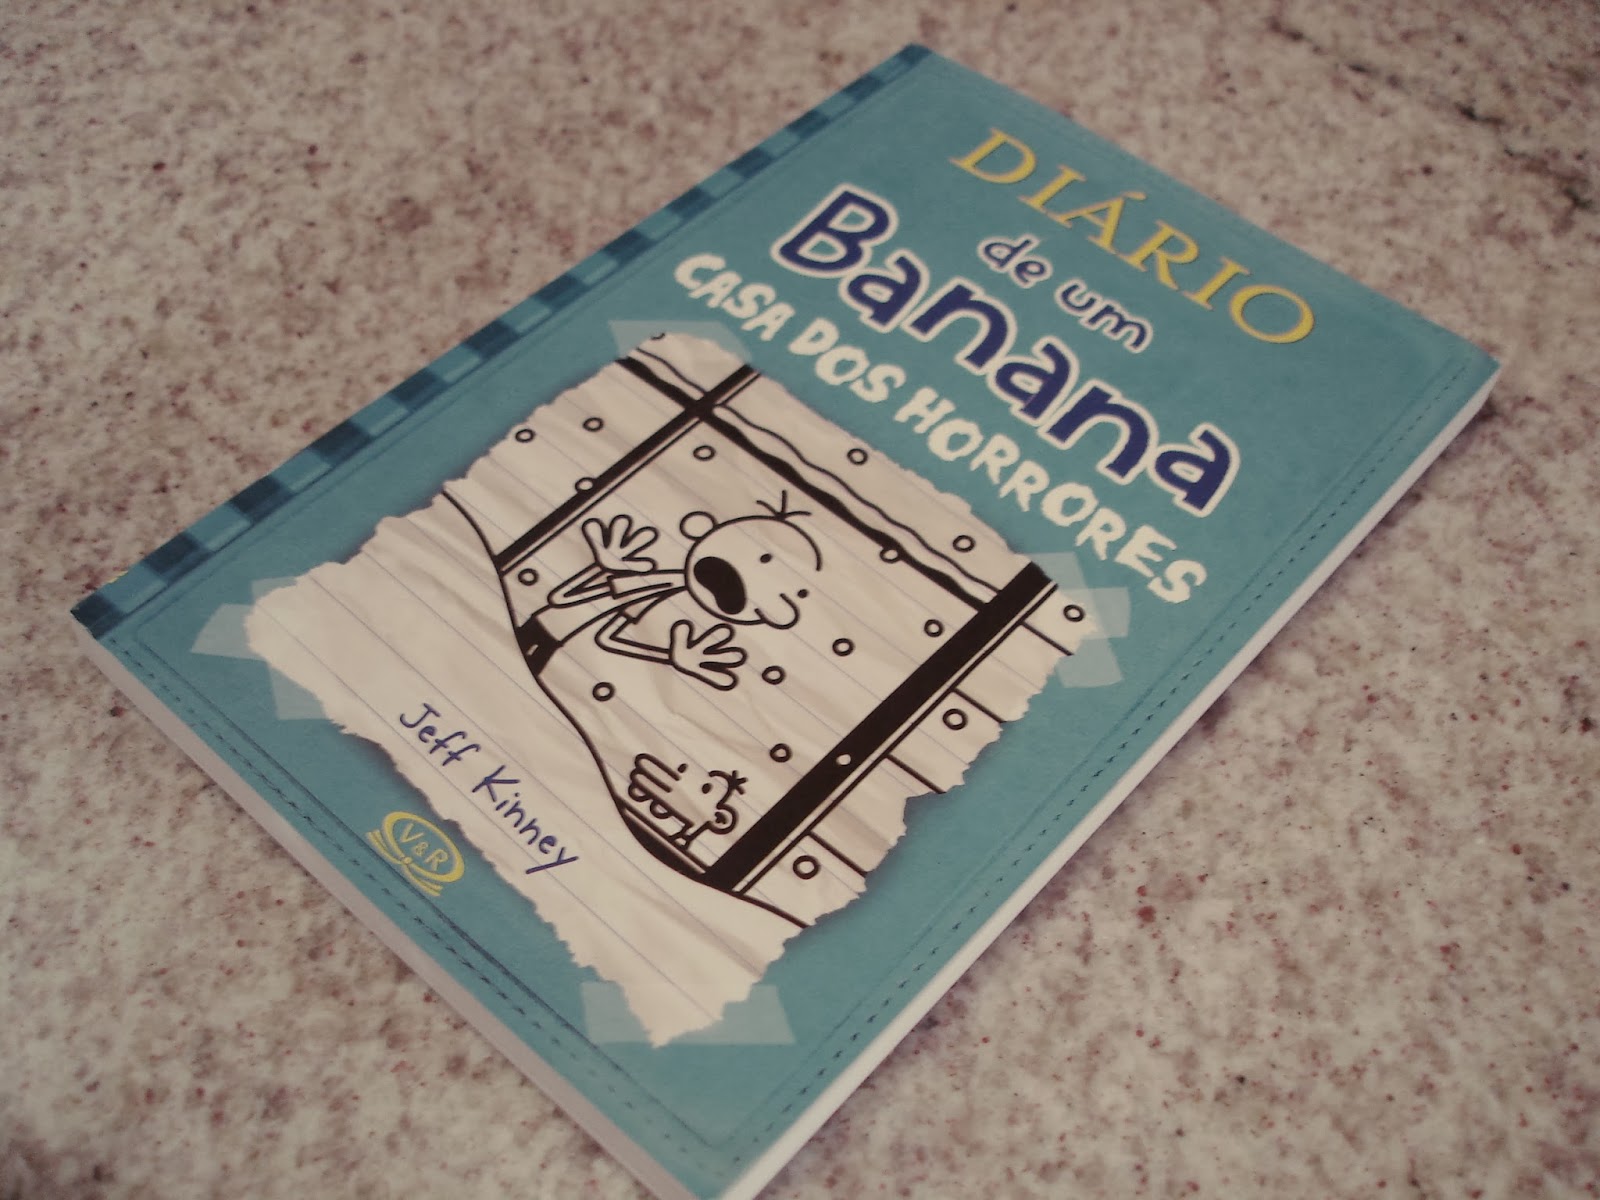 DIÁRIO
de um
Banana
CASA DOS HORRORES
Jeff Kinney
V&R